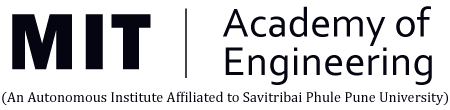 MIT
Academy of
Engineering
(An Autonomous Institute Affiliated to Savitribai Phule Pune University)